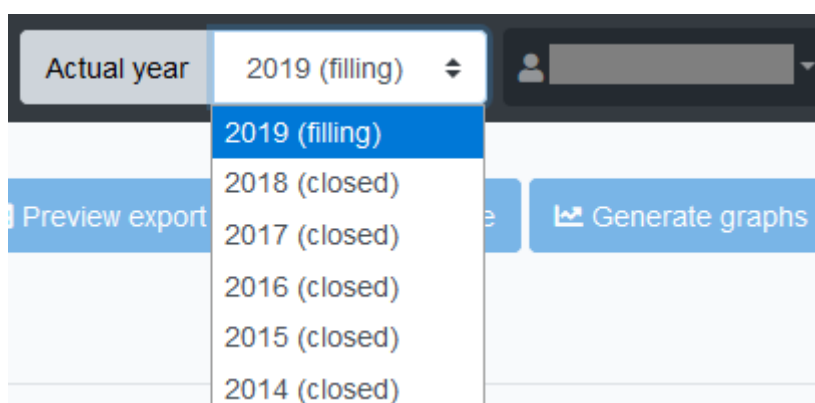 Actual year 2019 (filling)
2019 (filling)
2018 (closed)
Preview export
Generate graphs
2017 (closed)
2016 (closed)
2015 (closed)
2014 (closed)